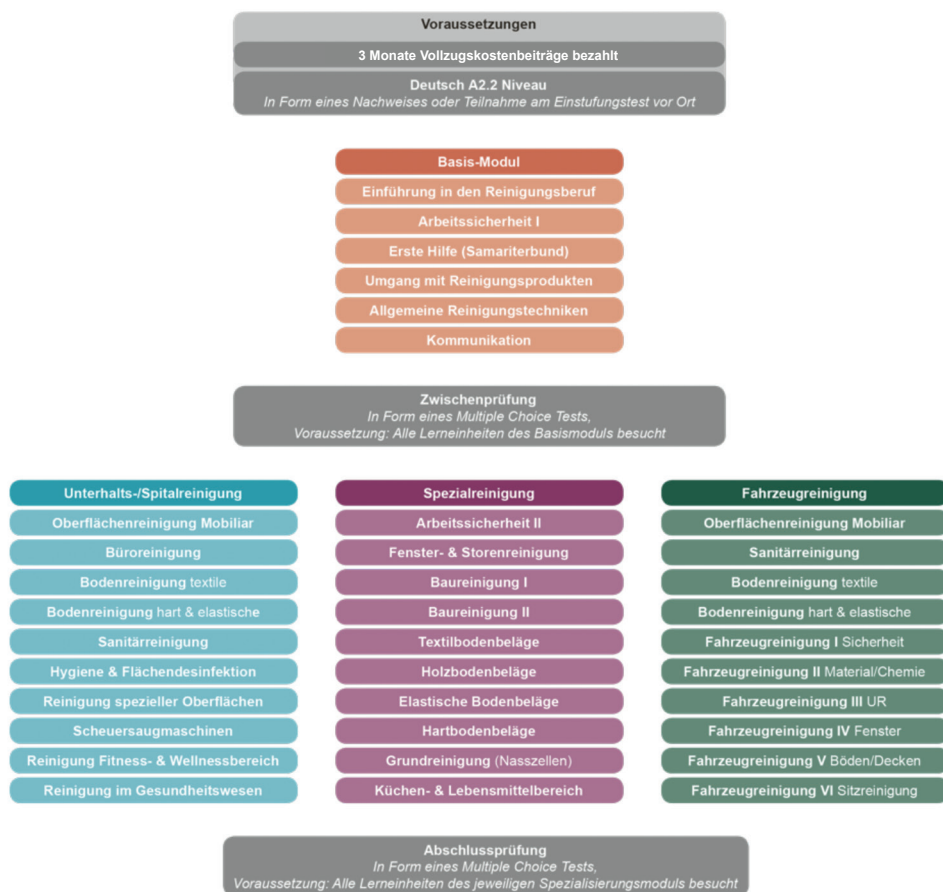 Voraussetzungen
3 Monate Vollzugskostenbeiträge bezahlt
Deutsch A2.2 Niveau
In Form eines Nachweises oder Teilnahme am Einstufungstest vor Ort
Basis-Modul
Einführung in den Reinigungsberuf
Arbeitssicherheit I
Erste Hilfe (Samariterbund)
Umgang mit Reinigungsprodukten
Allgemeine Reinigungstechniken
Kommunikation
Zwischenprüfung
In Form eines Multiple Choice Tests,
Voraussetzung: Alle Lerneinheiten des Basismoduls besucht
Unterhalts-/Spitalreinigung
Oberflächenreinigung Mobiliar
Büroreinigung
Bodenreinigung textile
Bodenreinigung hart & elastische
Sanitärreinigung
Hygiene & Flächendesinfektion
Reinigung spezieller Oberflächen
Scheuersaugmaschinen
Reinigung Fitness- & Wellnessbereich
Reinigung im Gesundheitswesen
Spezialreinigung
Arbeitssicherheit II
Fenster- & Storenreinigung
Baureinigung I
Baureinigung II
Textilbodenbeläge
Holzbodenbeläge
Elastische Bodenbeläge
Hartbodenbeläge
Grundreinigung (Nasszellen)
Küchen- & Lebensmittelbereich
Fahrzeugreinigung
Oberflächenreinigung Mobiliar
Sanitärreinigung
Bodenreinigung textile
Bodenreinigung hart & elastische
Fahrzeugreinigung I Sicherheit
Fahrzeugreinigung II Material/Chemie
Fahrzeugreinigung III UR
Fahrzeugreinigung IV Fenster
Fahrzeugreinigung V Böden/Decken
Fahrzeugreinigung VI Sitzreinigung
Abschlussprüfung
In Form eines Multiple Choice Tests,
Voraussetzung: Alle Lerneinheiten des jeweiligen Spezialisierungsmoduls besucht